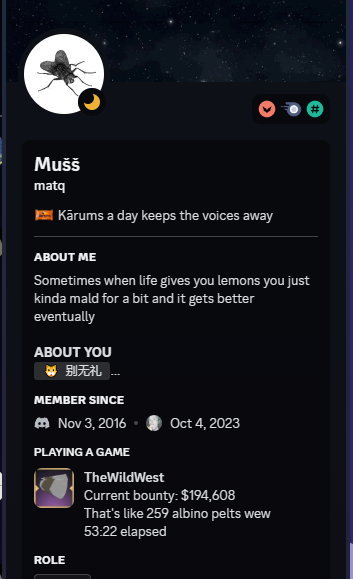 Mušš
matq
Kārums a day keeps the voices away
ABOUT ME
Sometimes when life gives you lemons you just
kinda mald for a bit and it gets better
eventually
ABOUT YOU
别无礼 ...
MEMBER SINCE
Nov 3, 2016 • Oct 4, 2023
PLAYING A GAME
TheWildWest
Current bounty: $194,608
That's like 259 albino pelts wew
53:22 elapsed
ROLE